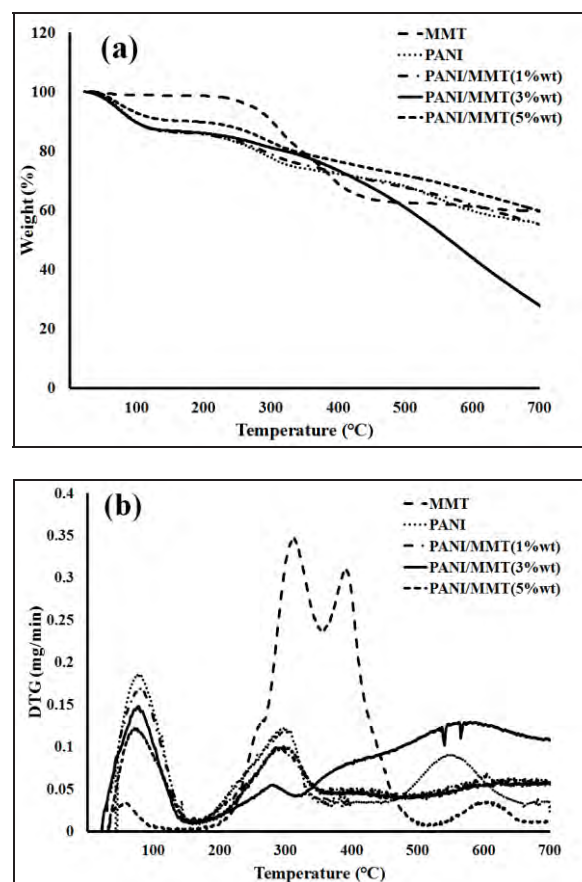 (a)
MMT
PANI
PANI/MMT(1%wt)
PANI/MMT(3%wt)
PANI/MMT(5%wt)
120
100
80
60
40
20
0
Weight (%)
100 200 300 400 500 600 700
Temperature (°C)
(b)
MMT
PANI
PANI/MMT(1%wt)
PANI/MMT(3%wt)
PANI/MMT(5%wt)
0.4
0.35
0.3
0.25
0.2
0.15
0.1
0.05
0
DTG (mg/min)
100 200 300 400 500 600 700
Temperature (°C)